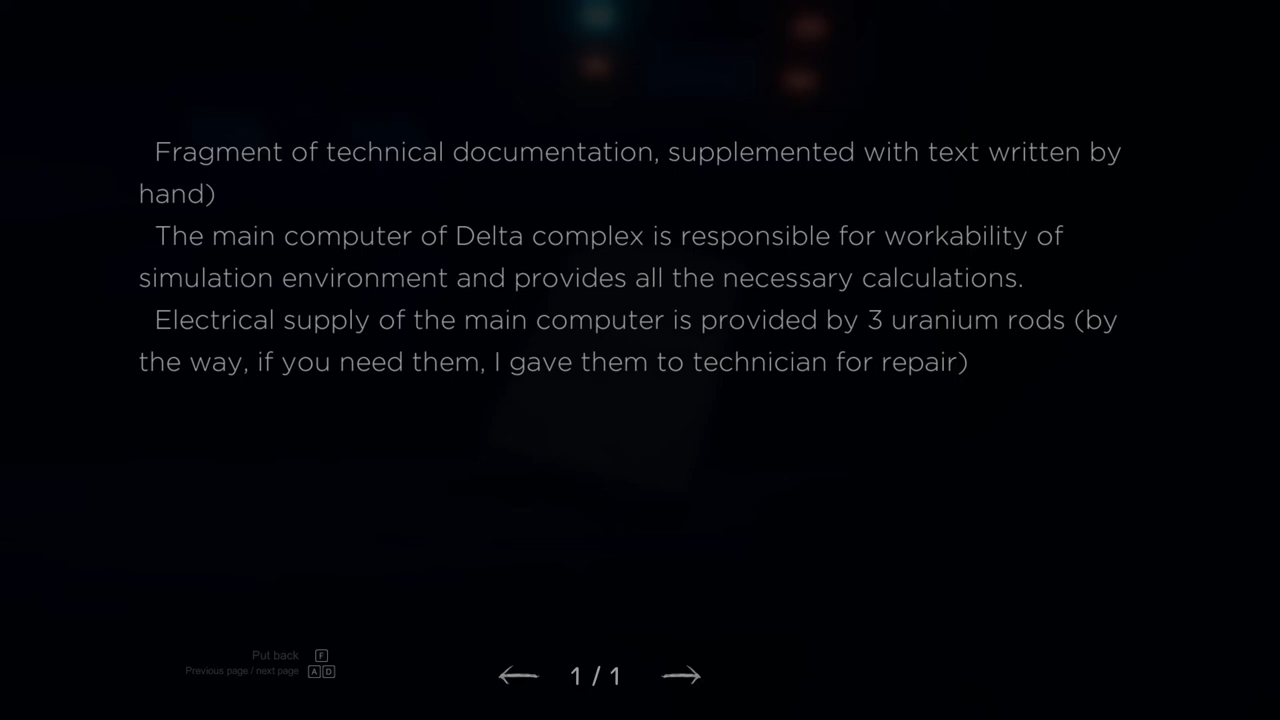 Fragment of technical documentation, supplemented with text written by
hand)
The main computer of Delta complex is responsible for workability of
simulation environment and provides all the necessary calculations.
Electrical supply of the main computer is provided by 3 uranium rods (by
the way, if you need them, I gave them to technician for repair)
Put back F
Previous page / next page A D
← 1 / 1 →